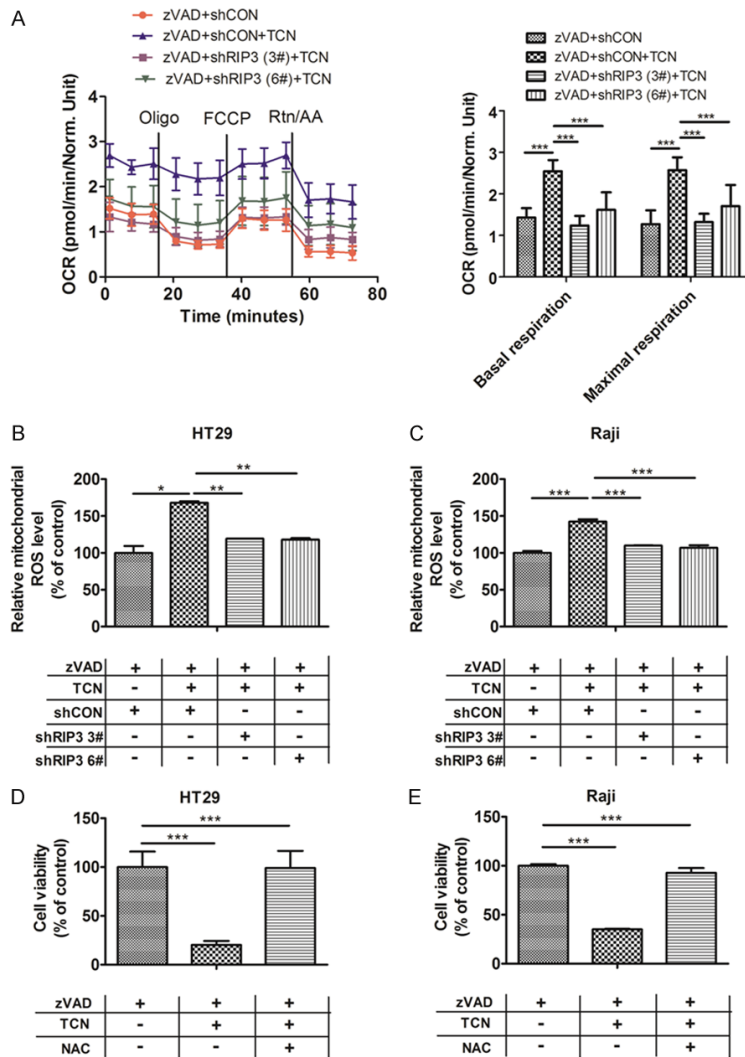 A
zVAD+shCON
zVAD+shCON+TCN
zVAD+shRIP3 (3#)+TCN
zVAD+shRIP3 (6#)+TCN
OCR (pmol/min/Norm. Unit)
4
3
2
1
0
Oligo
FCCP
Rtn/AA
0
20
40
60
80
Time (minutes)
zVAD+shCON
zVAD+shCON+TCN
zVAD+shRIP3 (3#)+TCN
zVAD+shRIP3 (6#)+TCN
OCR (pmol/min/Norm. Unit)
4
3
2
1
0
***
***
***
***
***
***
Basal respiration
Maximal respiration
B
HT29
Relative mitochondrial
ROS level
(% of control)
200
150
100
50
0
*
**
**
zVAD + + + +
TCN - + + +
shCON + + - -
shRIP3 3# - - + -
shRIP3 6# - - - +
C
Raji
Relative mitochondrial
ROS level
(% of control)
200
150
100
50
0
***
***
***
zVAD + + + +
TCN - + + +
shCON + + - -
shRIP3 3# - - + -
shRIP3 6# - - - +
D
HT29
Cell viability
(% of control)
150
100
50
0
***
***
zVAD + + +
TCN - + +
NAC - - +
E
Raji
Cell viability
(% of control)
150
100
50
0
***
***
zVAD + + +
TCN - + +
NAC - - +